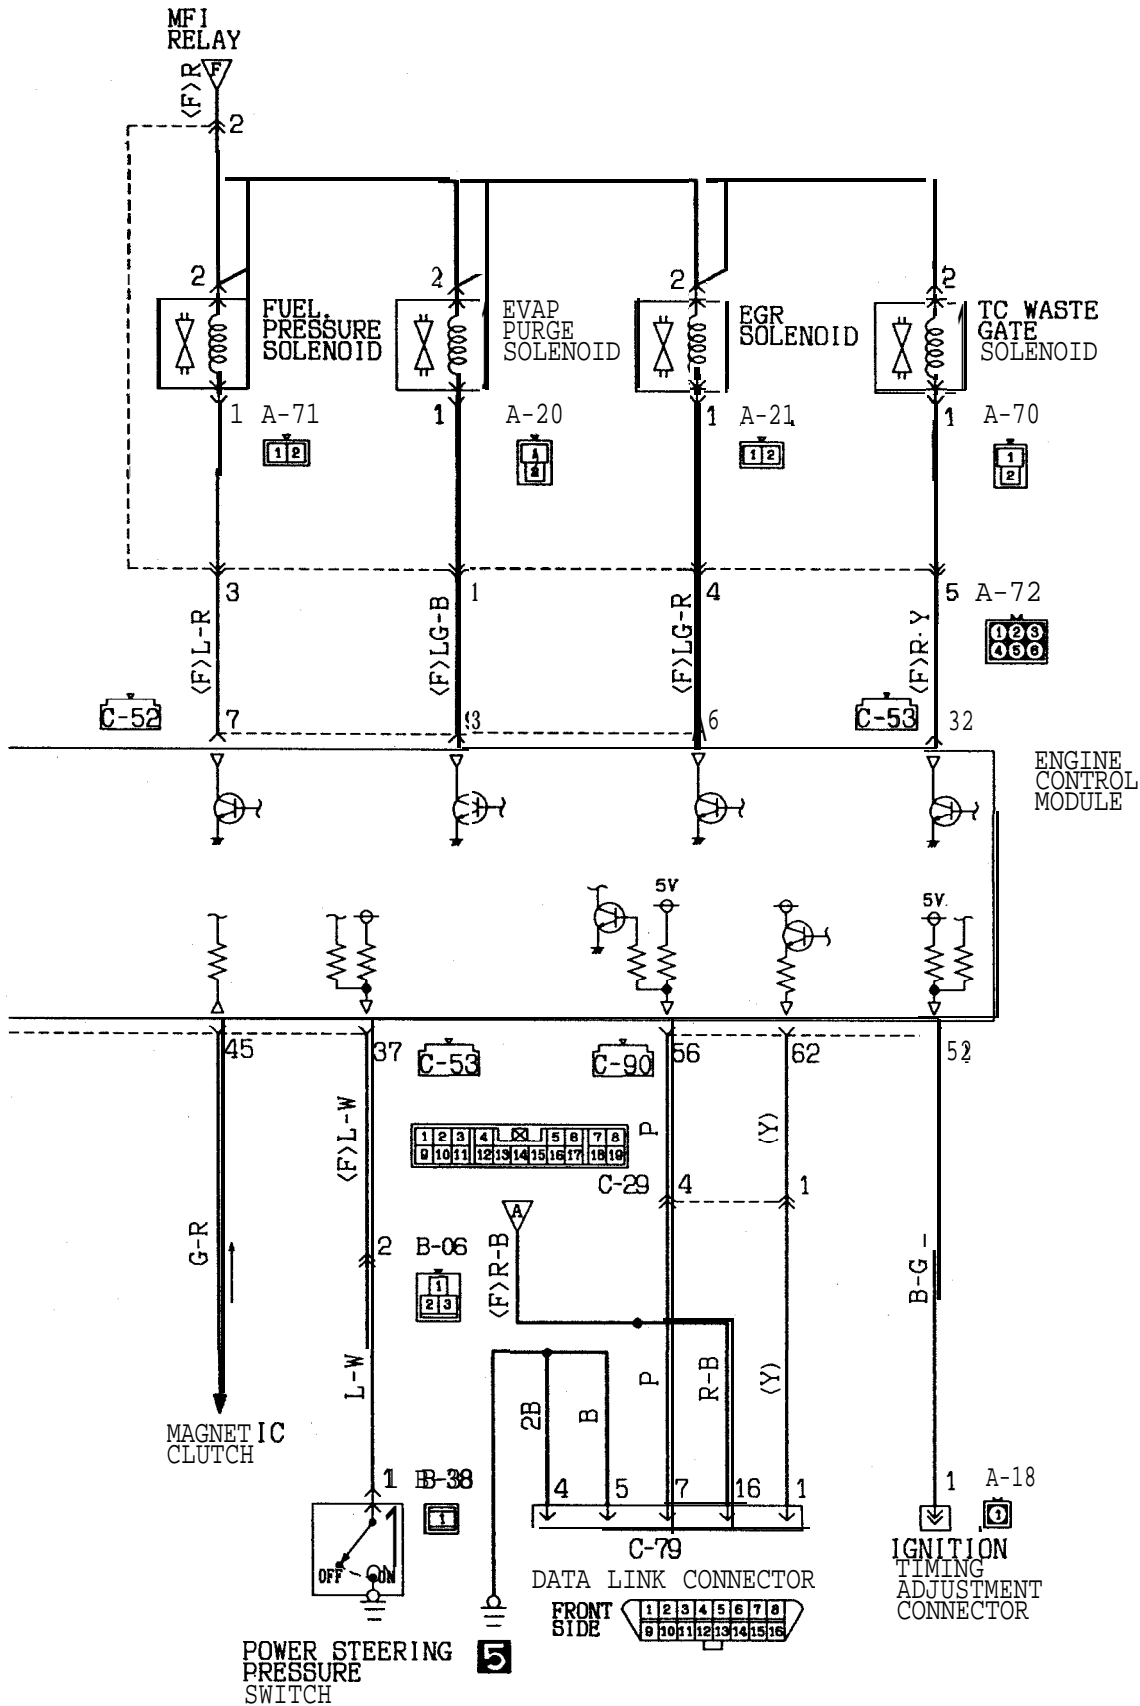 MFI
RELAY
F
<F>R
2
2
2
2
2
FUEL.
PRESSURE
SOLENOID
EVAP
PURGE
SOLENOID
EGR
SOLENOID
TC WASTE
GATE
SOLENOID
1 A-71
1 A-20
1 A-21
1 A-70
1 2
1
2
1 2
1
2
3
1
4
5 A-72
1 2 3
4 5 6
<F>L-R
<F>LG-B
<F>LG-R
<F>R·Y
C-52
7
9
6
C-53
32
ENGINE
CONTROL
MODULE
5V
5V.
45
37
C-53
C-90
56
62
52
<F>L-W
1 2 3 4 5 6 7 8
9 10 11 12 13 14 15 16 17 18 19
P
(Y)
C-29 4
1
G-R
2 B-06
1
2 3
A
<F>R-B
B-G-
L-W
2B
B
P
R-B
(Y)
MAGNETIC
CLUTCH
1 B-38
1
4 5 7 16 1
1 A-18
1
OFF ON
C-79
DATA LINK CONNECTOR
FRONT
SIDE
1 2 3 4 5 6 7 8
9 10 11 12 13 14 15 16
IGNITION
TIMING
ADJUSTMENT
CONNECTOR
POWER STEERING
PRESSURE
SWITCH
5